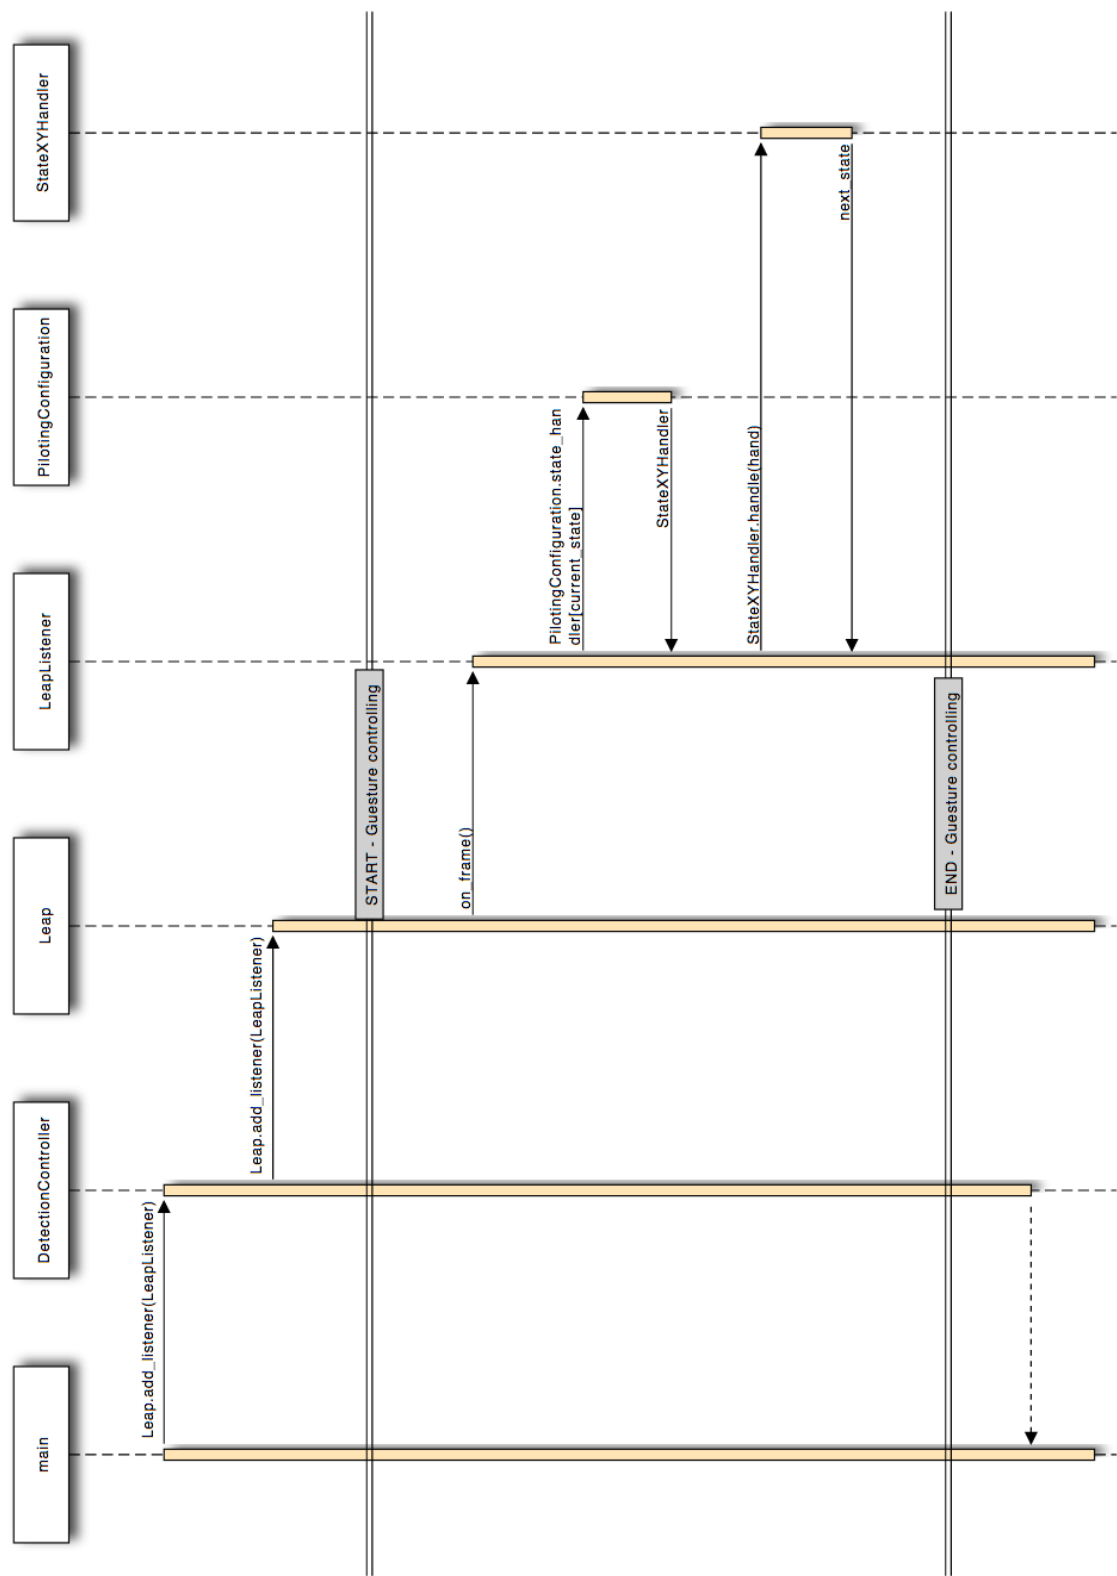 main
DetectionController
Leap
LeapListener
PilotingConfiguration
StateXYHandler
Leap.add_listener(LeapListener)
Leap.add_listener(LeapListener)
START - Guesture controlling
on_frame()
PilotingConfiguration.state_han
dler[current_state]
StateXYHandler
StateXYHandler.handle(hand)
next_state
END - Guesture controlling